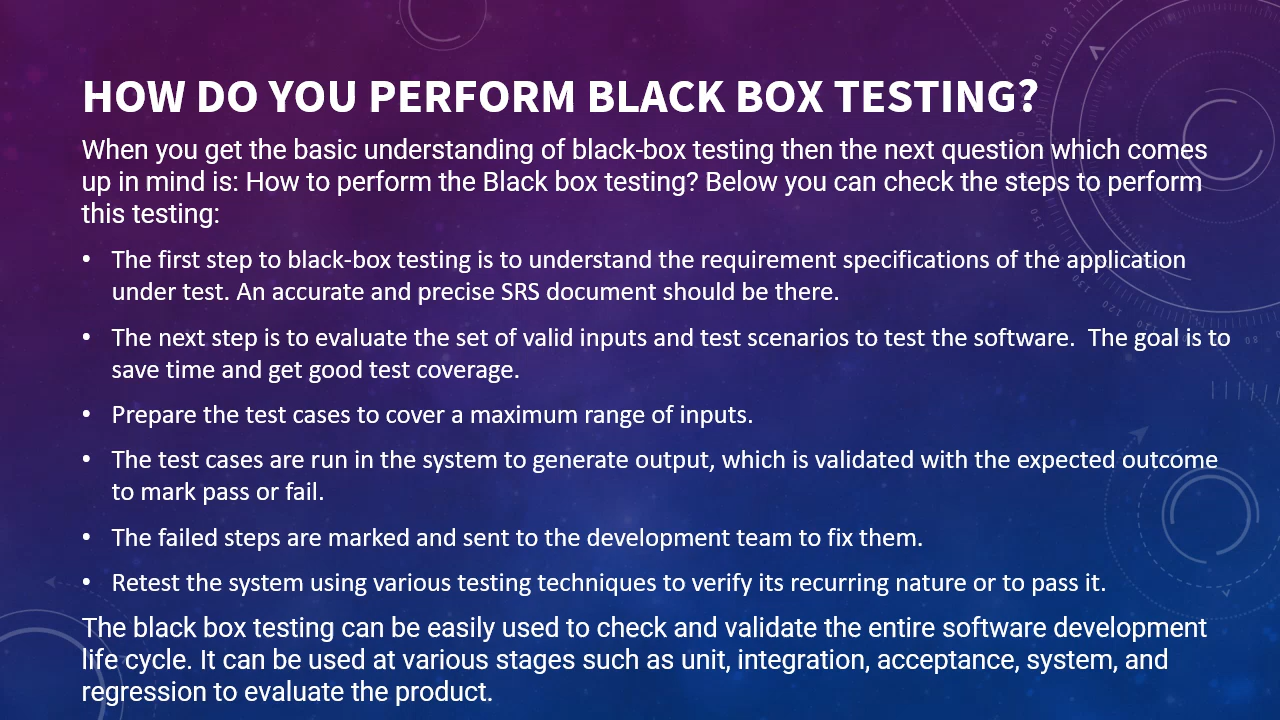 HOW DO YOU PERFORM BLACK BOX TESTING?
When you get the basic understanding of black-box testing then the next question which comes
up in mind is: How to perform the Black box testing? Below you can check the steps to perform
this testing:
• The first step to black-box testing is to understand the requirement specifications of the application
under test. An accurate and precise SRS document should be there.
• The next step is to evaluate the set of valid inputs and test scenarios to test the software.  The goal is to
save time and get good test coverage.
• Prepare the test cases to cover a maximum range of inputs.
• The test cases are run in the system to generate output, which is validated with the expected outcome
to mark pass or fail.
• The failed steps are marked and sent to the development team to fix them.
• Retest the system using various testing techniques to verify its recurring nature or to pass it.
The black box testing can be easily used to check and validate the entire software development
life cycle. It can be used at various stages such as unit, integration, acceptance, system, and
regression to evaluate the product.